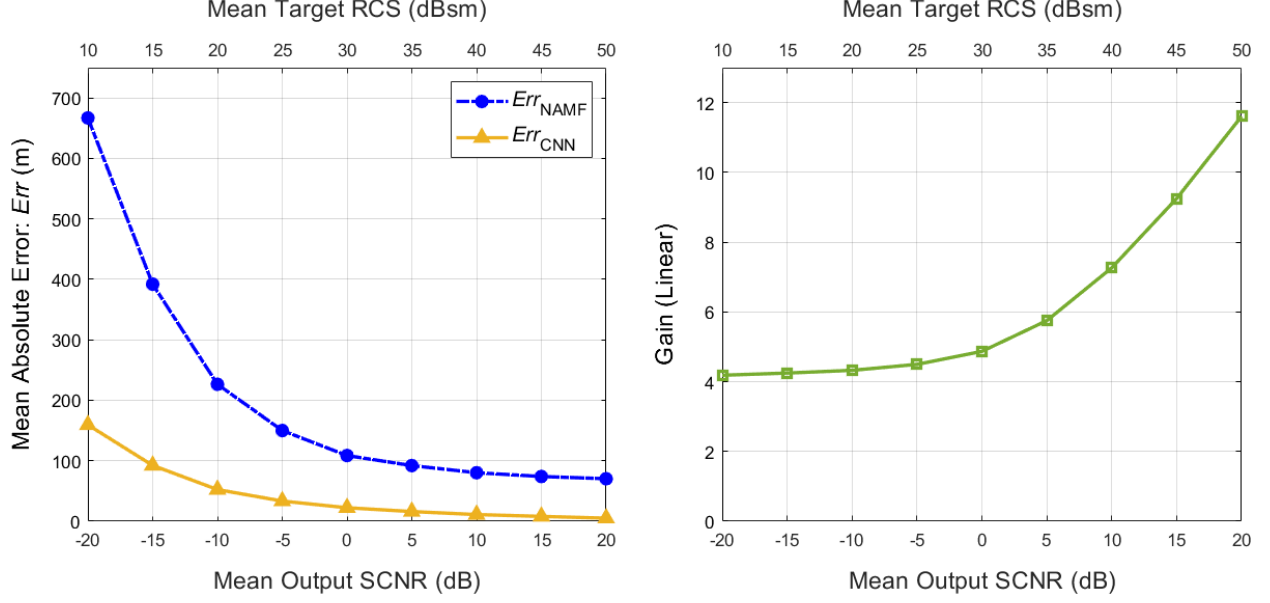 Mean Target RCS (dBsm)
10 15 20 25 30 35 40 45 50
Mean Absolute Error: Err (m)
700
600
500
400
300
200
100
0
Err_NAMF
Err_CNN
-20 -15 -10 -5 0 5 10 15 20
Mean Output SCNR (dB)
Mean Target RCS (dBsm)
10 15 20 25 30 35 40 45 50
Gain (Linear)
12
10
8
6
4
2
0
-20 -15 -10 -5 0 5 10 15 20
Mean Output SCNR (dB)